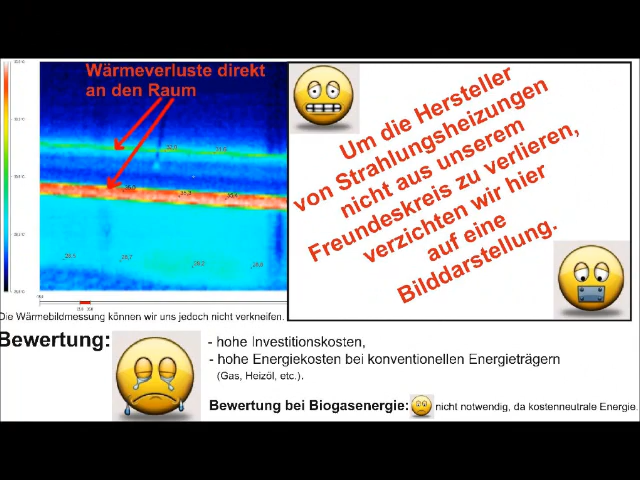 Wärmeverluste direkt
an den Raum
Um die Hersteller
von Strahlungsheizungen
nicht aus unserem
Freundeskreis zu verlieren,
verzichten wir hier
auf eine
Bilddarstellung.
Die Wärmebildmessung können wir uns jedoch nicht verkneifen.
Bewertung:
- hohe Investitionskosten,
- hohe Energiekosten bei konventionellen Energieträgern
(Gas, Heizöl, etc.).
Bewertung bei Biogasenergie:
nicht notwendig, da kostenneutrale Energie.